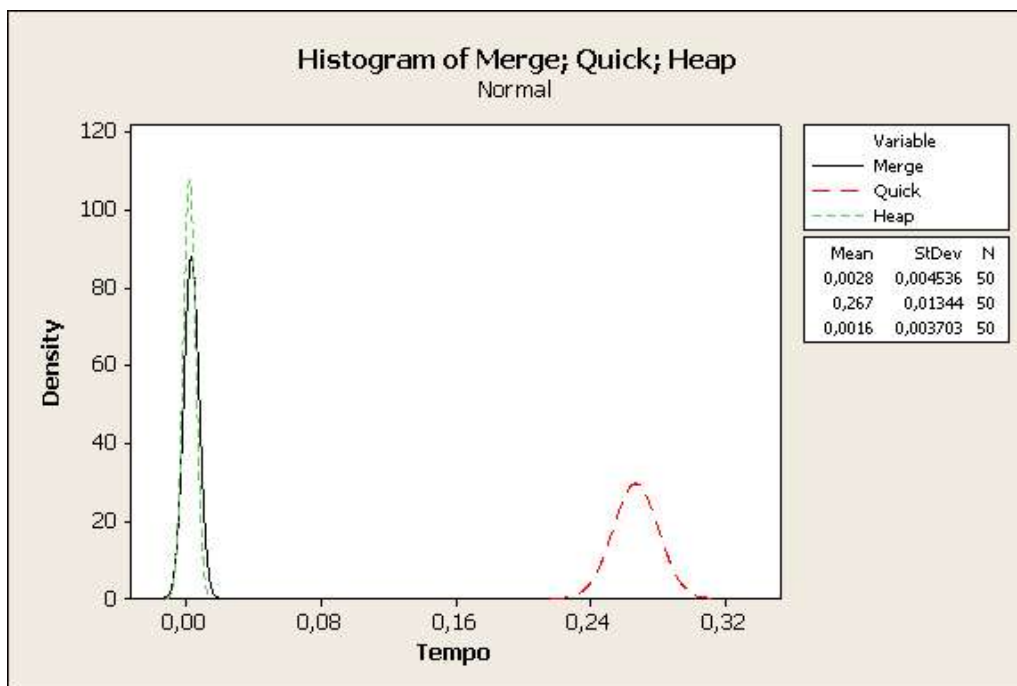 Histogram of Merge; Quick; Heap
Normal
120
100
80
60
40
20
0
Density
0,00 0,08 0,16 0,24 0,32
Tempo
Variable
Merge
Quick
Heap
Mean StDev N
0,0028 0,004536 50
0,267 0,01344 50
0,0016 0,003703 50